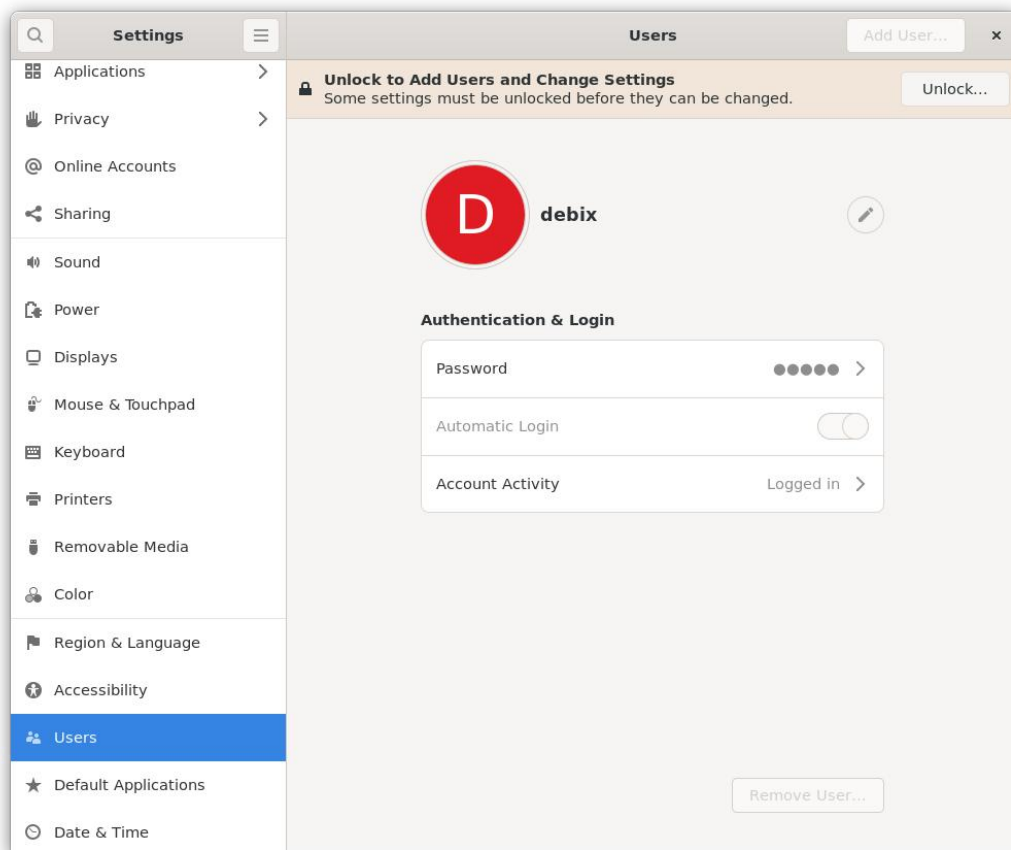 Settings
Users
Add User...
Applications
Privacy
Online Accounts
Sharing
Sound
Power
Displays
Mouse & Touchpad
Keyboard
Printers
Removable Media
Color
Region & Language
Accessibility
Users
Default Applications
Date & Time
Unlock to Add Users and Change Settings
Some settings must be unlocked before they can be changed.
Unlock...
D
debix
Authentication & Login
Password
Automatic Login
Account Activity
Logged in
Remove User...